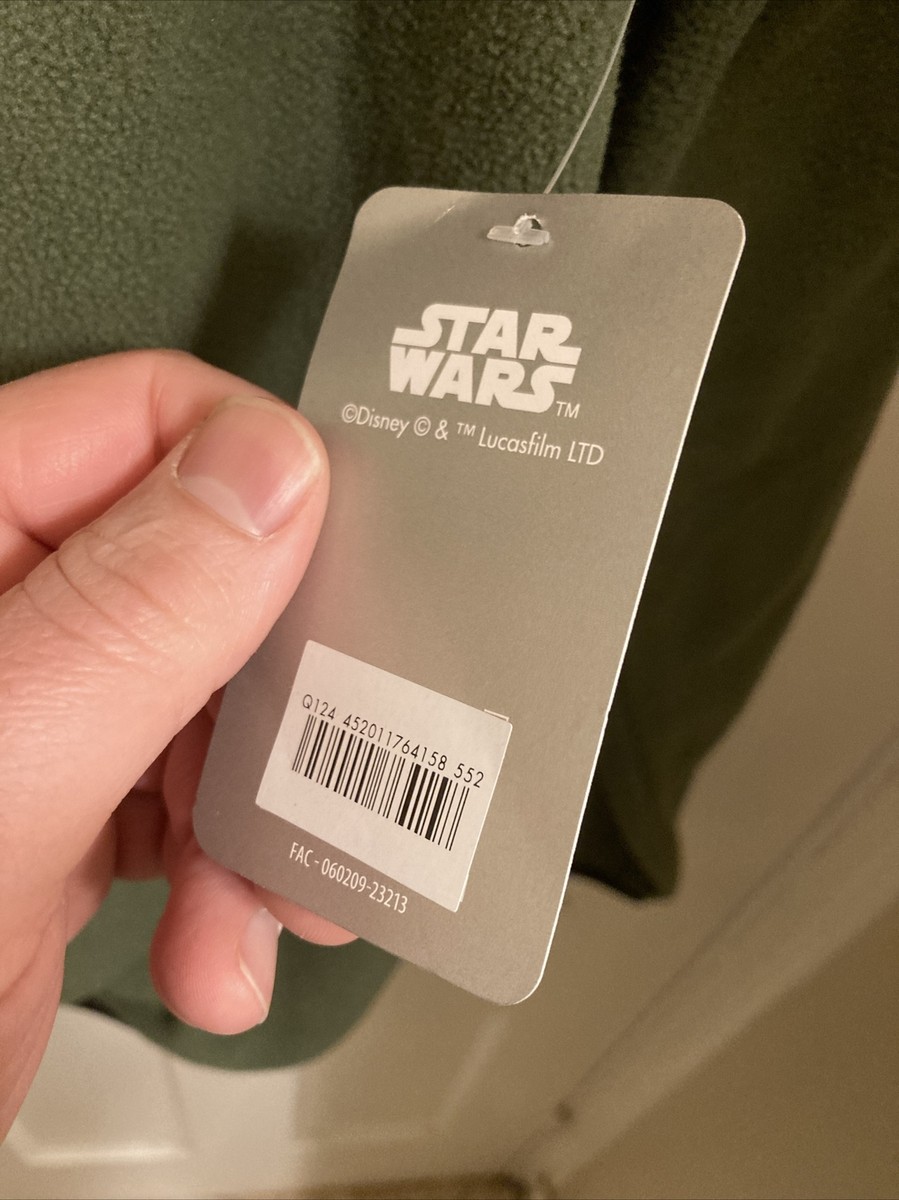 STAR
WARS™
©Disney © & ™ Lucasfilm LTD
Q124 452011764158 552
FAC - 060209-23213